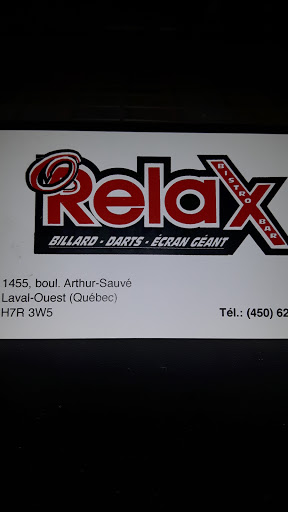 O Relax
BISTRO BAR
BILLARD - DARTS - ÉCRAN GÉANT
1455, boul. Arthur-Sauvé
Laval-Ouest (Québec)
H7R 3W5
Tél.: (450) 62